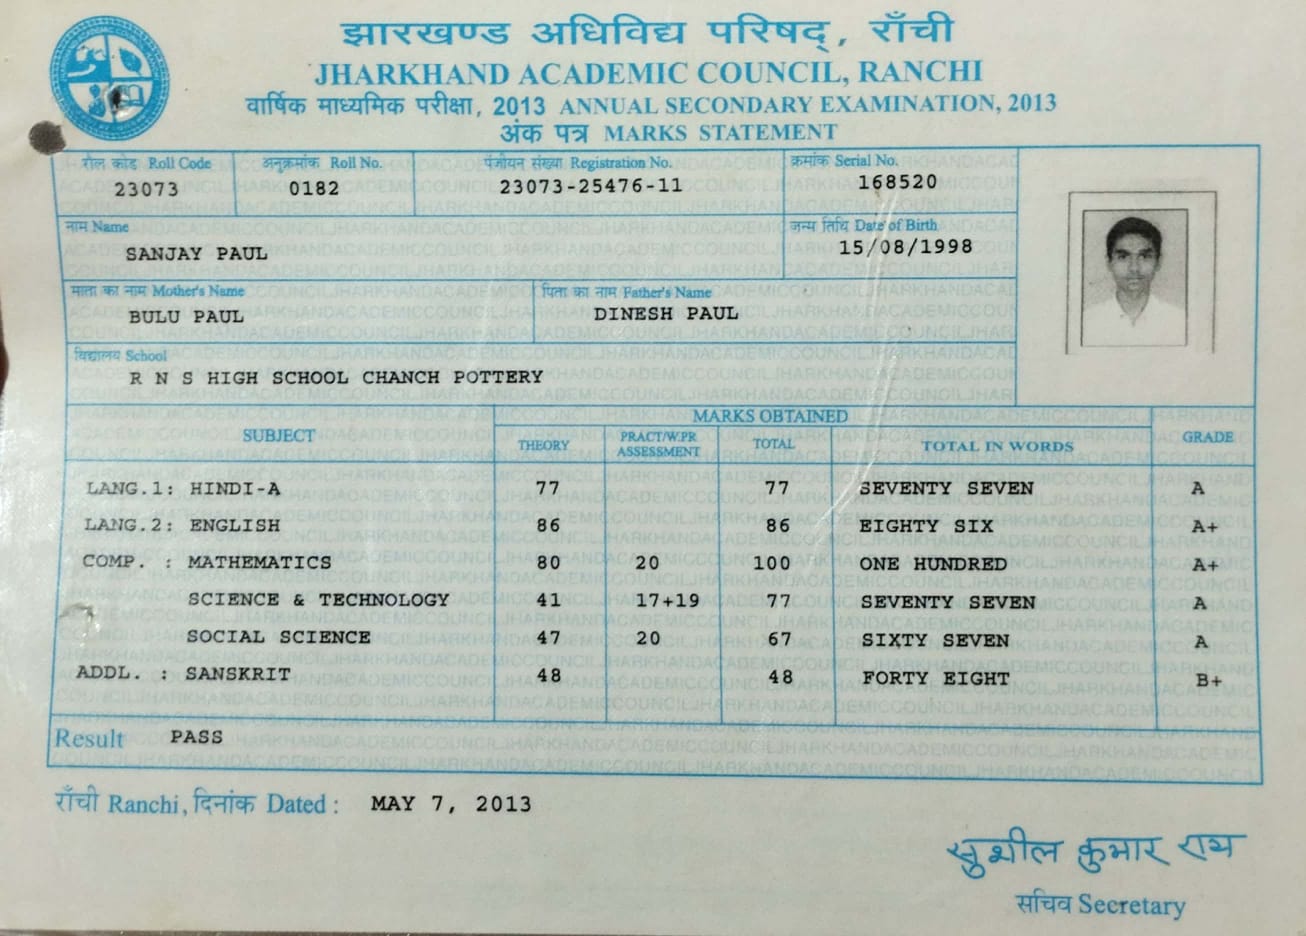 झारखण्ड अधिविद्य परिषद्, राँची
JHARKHAND ACADEMIC COUNCIL, RANCHI
वार्षिक माध्यमिक परीक्षा, 2013 ANNUAL SECONDARY EXAMINATION, 2013
अंक पत्र MARKS STATEMENT
रौल कोड Roll Code अनुक्रमांक Roll No. पंजीयन संख्या Registration No. क्रमांक Serial No.
23073 0182 23073-25476-11 168520
नाम Name जन्म तिथि Date of Birth
SANJAY PAUL 15/08/1998
माता का नाम Mother's Name पिता का नाम Father's Name
BULU PAUL DINESH PAUL
विद्यालय School
R N S HIGH SCHOOL CHANCH POTTERY
MARKS OBTAINED
SUBJECT THEORY PRACT/W.PR ASSESSMENT TOTAL TOTAL IN WORDS GRADE
LANG.1: HINDI-A 77 77 SEVENTY SEVEN A
LANG.2: ENGLISH 86 86 EIGHTY SIX A+
COMP. : MATHEMATICS 80 20 100 ONE HUNDRED A+
SCIENCE & TECHNOLOGY 41 17+19 77 SEVENTY SEVEN A
SOCIAL SCIENCE 47 20 67 SIXTY SEVEN A
ADDL. : SANSKRIT 48 48 FORTY EIGHT B+
Result PASS
राँची Ranchi, दिनांक Dated : MAY 7, 2013
सुशील कुमार राय
सचिव Secretary